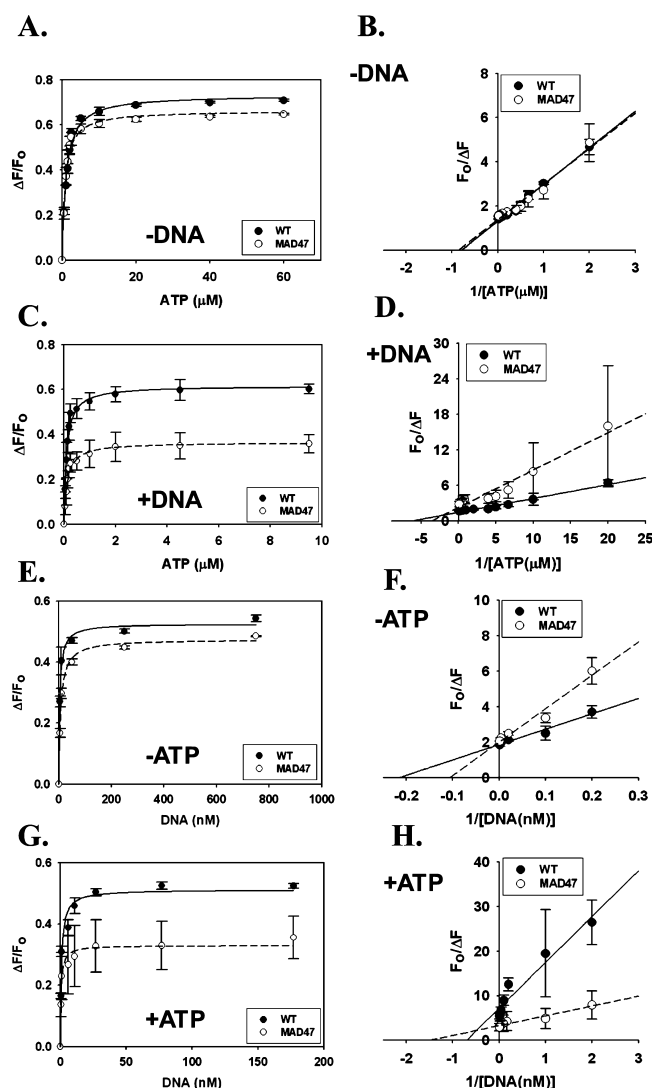 A.
ΔF/Fo
0.8
0.6
0.4
0.2
0.0
-DNA
WT
MAD47
0 20 40 60
ATP (μM)
B.
-DNA
Fo/ΔF
8
6
4
2
0
WT
MAD47
-2 -1 0 1 2 3
1/[ATP(μM)]
C.
ΔF/Fo
0.8
0.6
0.4
0.2
0.0
+DNA
WT
MAD47
0 2 4 6 8 10
ATP (μM)
D.
+DNA
Fo/ΔF
30
24
18
12
6
0
WT
MAD47
-5 0 5 10 15 20 25
1/[ATP(μM)]
E.
ΔF/Fo
0.6
0.4
0.2
0.0
-ATP
WT
MAD47
0 200 400 600 800 1000
DNA (nM)
F.
-ATP
Fo/ΔF
10
8
6
4
2
0
WT
MAD47
-0.2 -0.1 0.0 0.1 0.2 0.3
1/[DNA(nM)]
G.
ΔF/Fo
0.6
0.4
0.2
0.0
+ATP
WT
MAD47
0 50 100 150 200
DNA (nM)
H.
+ATP
Fo/ΔF
40
30
20
10
0
WT
MAD47
-2 -1 0 1 2 3
1/[DNA(nM)]